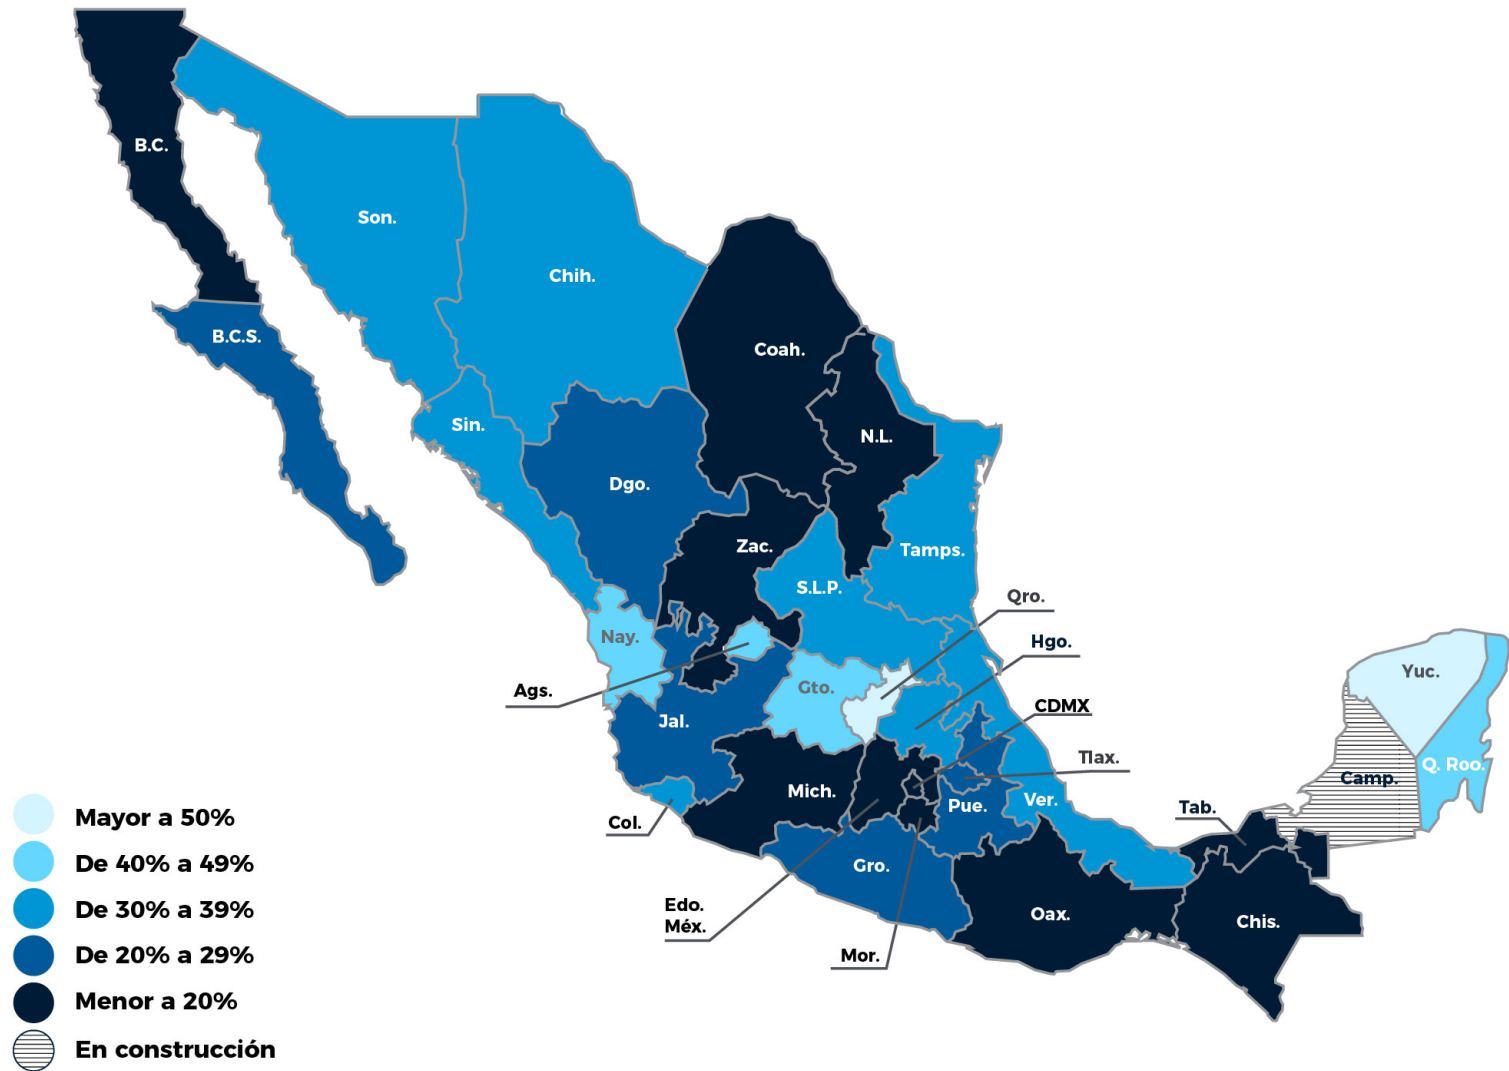 B.C.
Son.
Chih.
B.C.S.
Coah.
Sin.
N.L.
Dgo.
Zac.
Tamps.
S.L.P.
Qro.
Nay.
Hgo.
Yuc.
Ags.
Gto.
CDMX
Jal.
Tlax.
Q. Roo.
Camp.
Mich.
Ver.
Pue.
Tab.
Col.
Gro.
Edo.
Méx.
Oax.
Chis.
Mor.
Mayor a 50%
De 40% a 49%
De 30% a 39%
De 20% a 29%
Menor a 20%
En construcción